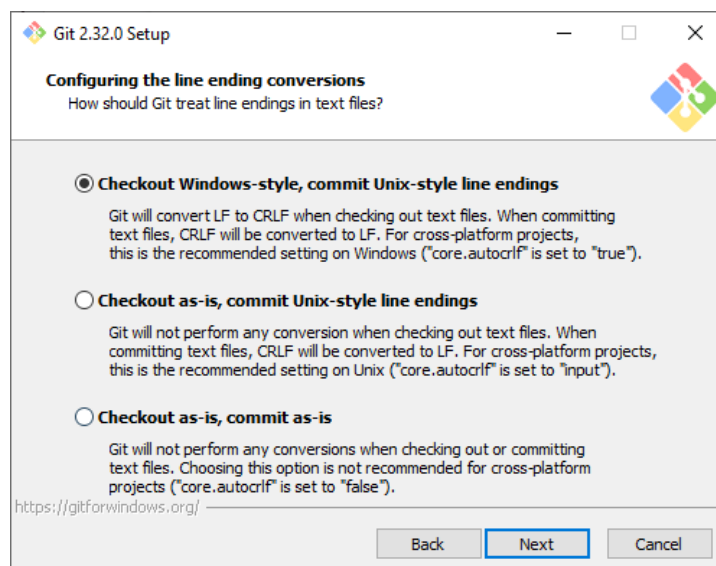 Git 2.32.0 Setup
Configuring the line ending conversions
How should Git treat line endings in text files?
Checkout Windows-style, commit Unix-style line endings
Git will convert LF to CRLF when checking out text files. When committing
text files, CRLF will be converted to LF. For cross-platform projects,
this is the recommended setting on Windows ("core.autocrlf" is set to "true").
Checkout as-is, commit Unix-style line endings
Git will not perform any conversion when checking out text files. When
committing text files, CRLF will be converted to LF. For cross-platform projects,
this is the recommended setting on Unix ("core.autocrlf" is set to "input").
Checkout as-is, commit as-is
Git will not perform any conversions when checking out or committing
text files. Choosing this option is not recommended for cross-platform
projects ("core.autocrlf" is set to "false").
https://gitforwindows.org/
Back Next Cancel